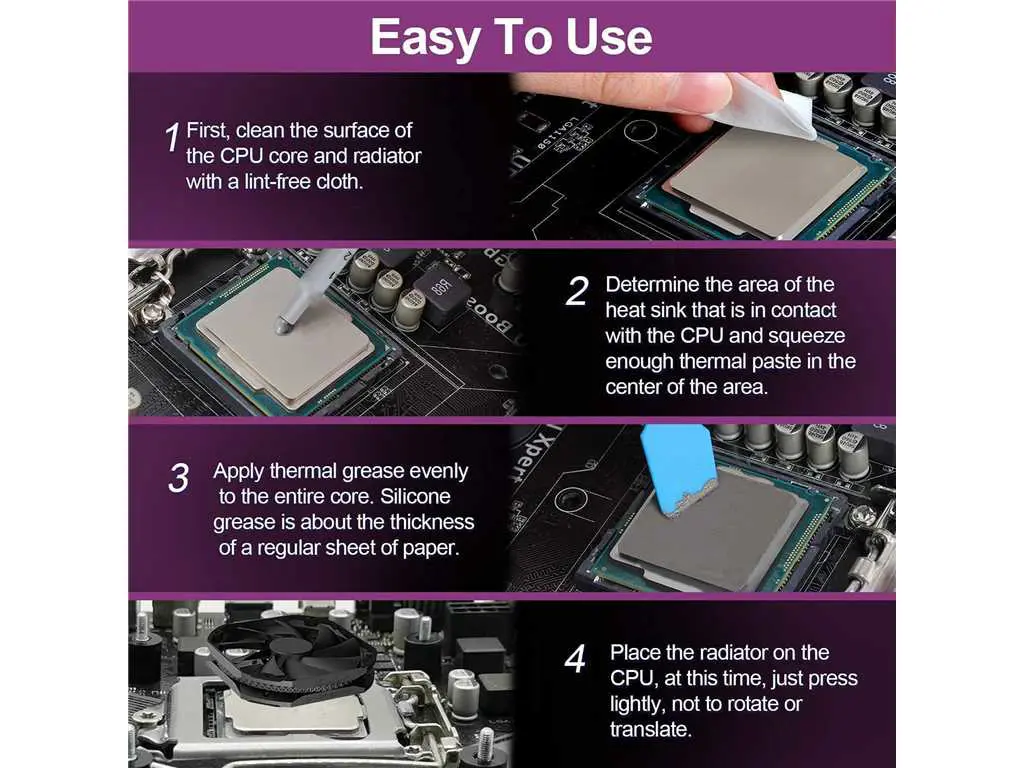 Easy To Use
1 First, clean the surface of
the CPU core and radiator
with a lint-free cloth.
LGA1150
2 Determine the area of the
heat sink that is in contact
with the CPU and squeeze
enough thermal paste in the
center of the area.
3 Apply thermal grease evenly
to the entire core. Silicone
grease is about the thickness
of a regular sheet of paper.
Xpert
4 Place the radiator on the
CPU, at this time, just press
lightly, not to rotate or
translate.